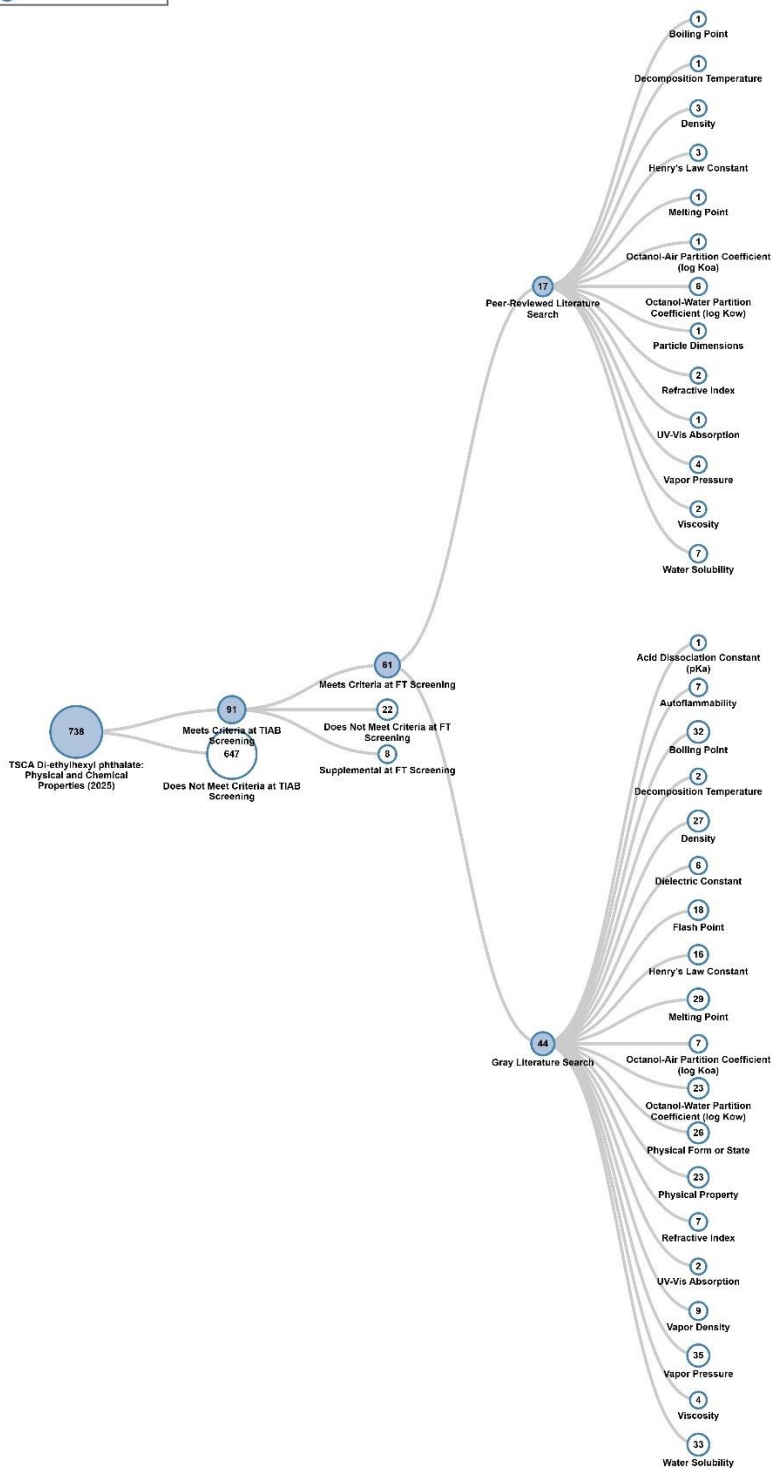 1
Boiling Point
1
Decomposition Temperature
3
Density
3
Henry's Law Constant
1
Melting Point
1
Octanol-Air Partition Coefficient
(log Koa)
17
Peer-Reviewed Literature
Search
6
Octanol-Water Partition
Coefficient (log Kow)
1
Particle Dimensions
2
Refractive Index
1
UV-Vis Absorption
4
Vapor Pressure
2
Viscosity
7
Water Solubility
738
TSCA Di-ethylhexyl phthalate:
Physical and Chemical
Properties (2025)
91
Meets Criteria at TIAB
Screening
647
Does Not Meet Criteria at TIAB
Screening
61
Meets Criteria at FT Screening
22
Does Not Meet Criteria at FT
Screening
8
Supplemental at FT Screening
1
Acid Dissociation Constant
(pKa)
7
Autoflammability
32
Boiling Point
2
Decomposition Temperature
27
Density
6
Dielectric Constant
18
Flash Point
16
Henry's Law Constant
29
Melting Point
44
Gray Literature Search
7
Octanol-Air Partition Coefficient
(log Koa)
23
Octanol-Water Partition
Coefficient (log Kow)
26
Physical Form or State
23
Physical Property
7
Refractive Index
2
UV-Vis Absorption
9
Vapor Density
35
Vapor Pressure
4
Viscosity
33
Water Solubility